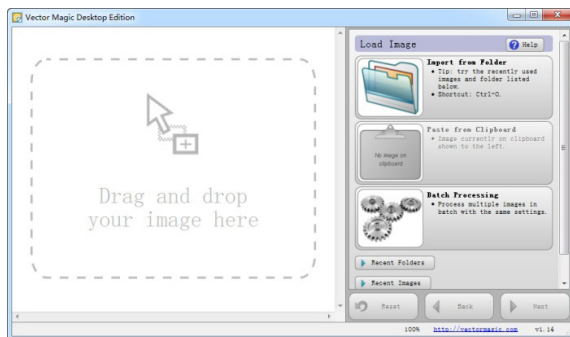 Vector Magic Desktop Edition
Drag and drop
your image here
Load Image
Help
Import from Folder
• Tip: try the recently used
images and folder listed
below.
• Shortcut: Ctrl-O.
No image on
clipboard
Paste from Clipboard
• Image currently on clipboard
shown to the left.
Batch Processing
• Process multiple images in
batch with the same settings.
Recent Folders
Recent Images
Reset
Back
Next
100%
http://vectormagic.com
v1.14